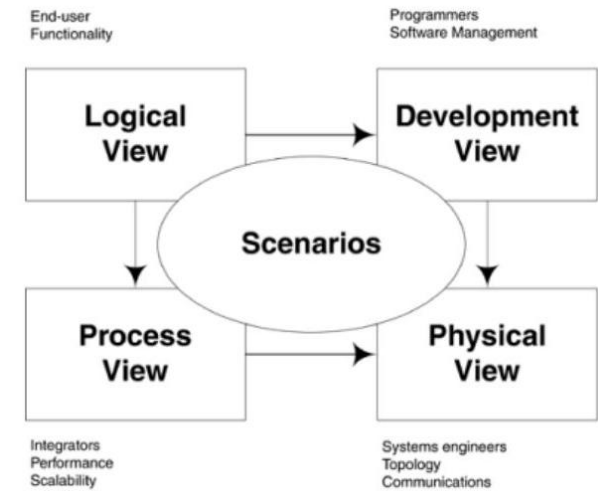 End-user
Functionality
Programmers
Software Management
Logical
View
Development
View
Scenarios
Process
View
Physical
View
Integrators
Performance
Scalability
Systems engineers
Topology
Communications